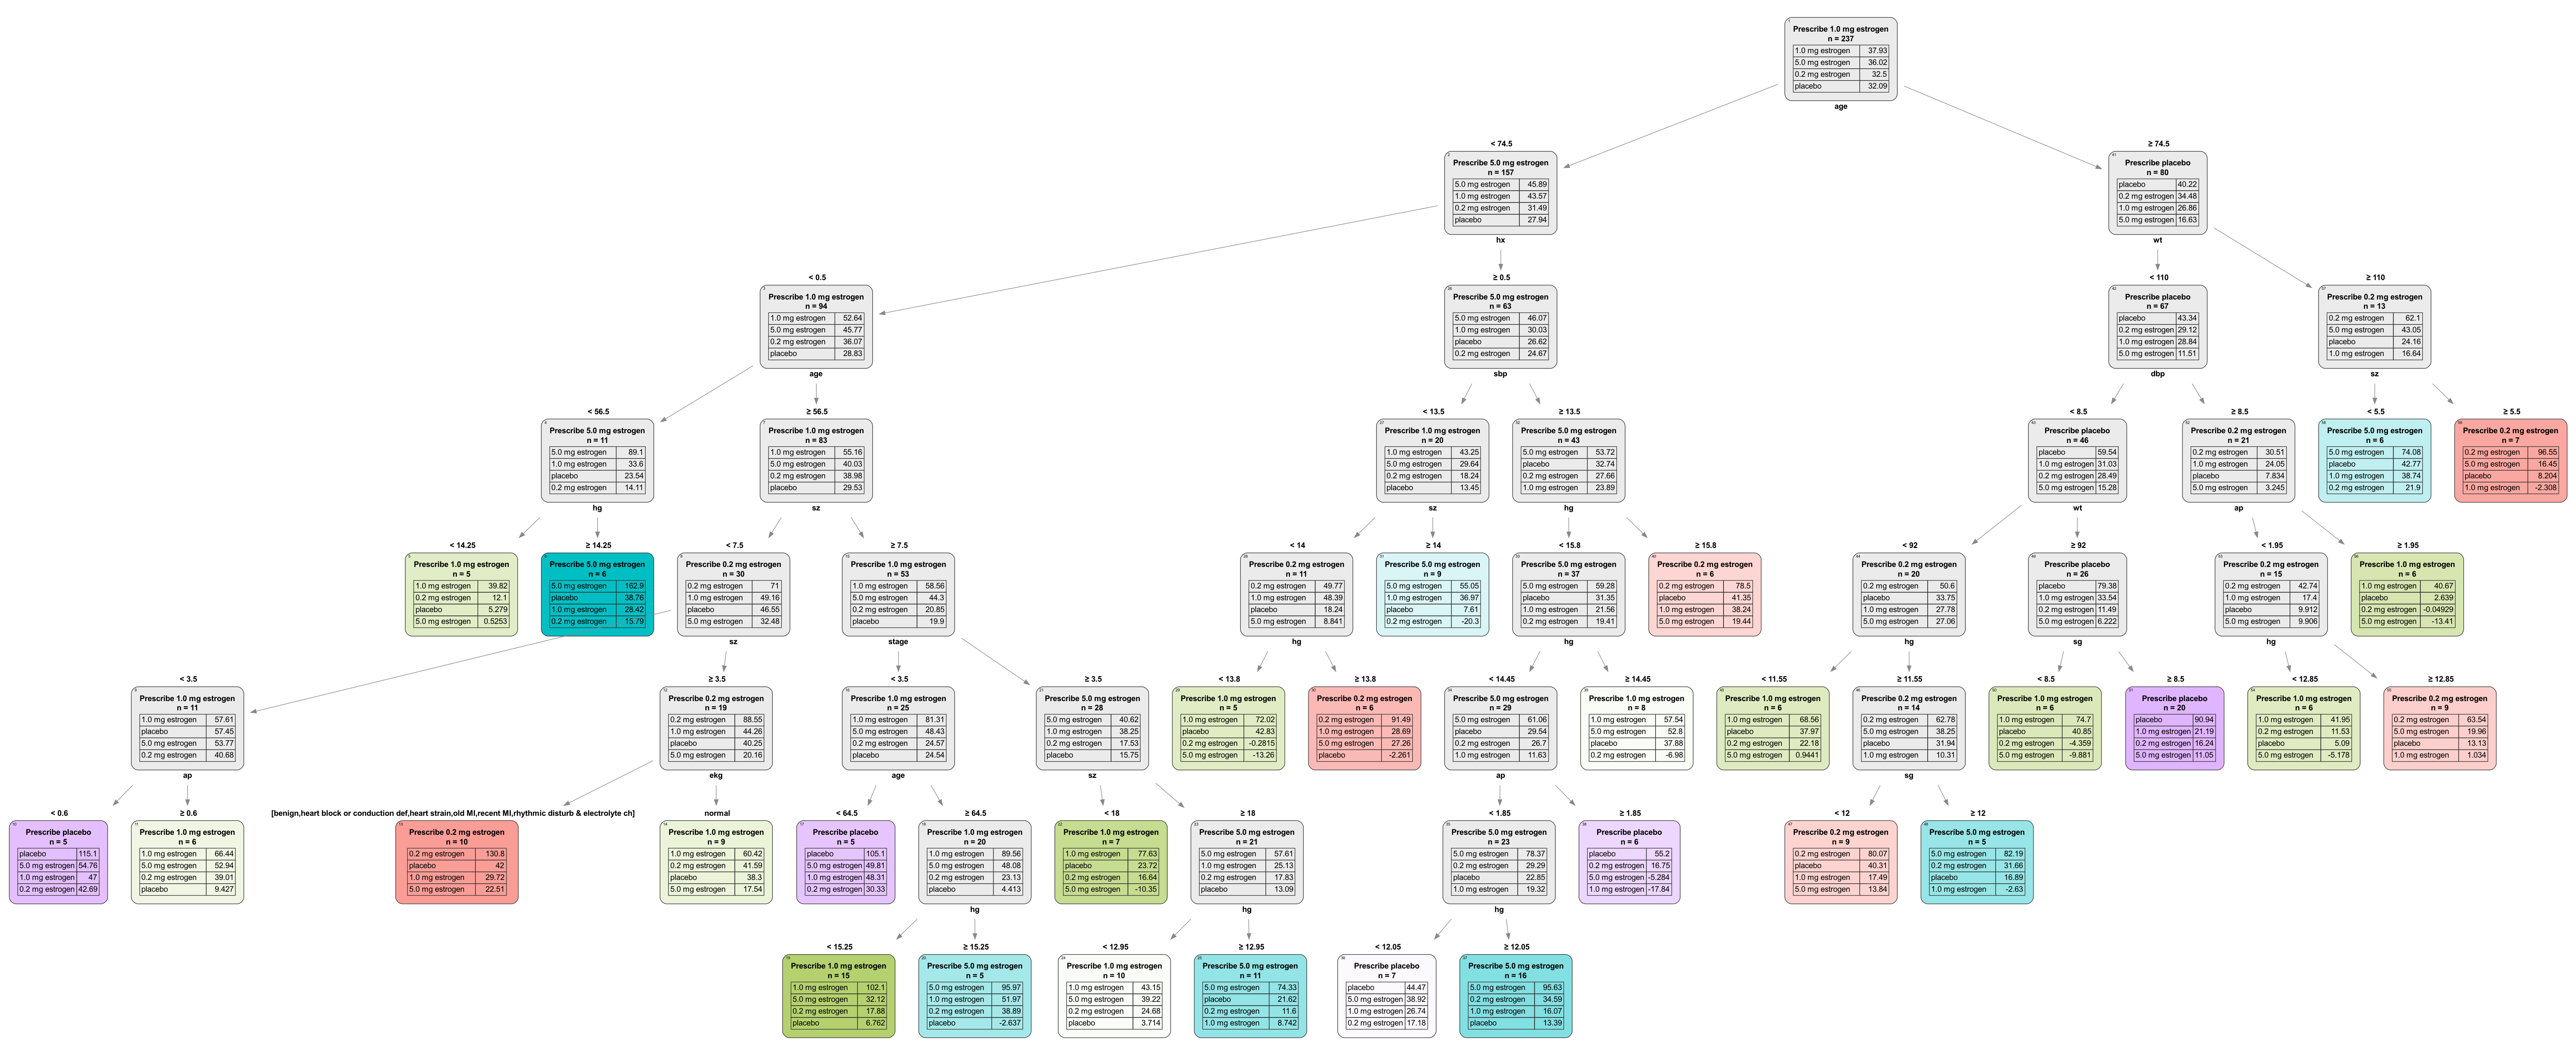 Prescribe 1.0 mg estrogen
n = 237
1.0 mg estrogen 37.93
5.0 mg estrogen 36.02
0.2 mg estrogen 32.5
placebo 32.09
age
< 74.5
Prescribe 5.0 mg estrogen
n = 157
5.0 mg estrogen 45.89
1.0 mg estrogen 43.57
0.2 mg estrogen 31.49
placebo 27.94
hx
≥ 74.5
Prescribe placebo
n = 80
placebo 40.22
0.2 mg estrogen 34.48
1.0 mg estrogen 26.86
5.0 mg estrogen 16.63
wt
< 0.5
Prescribe 1.0 mg estrogen
n = 94
1.0 mg estrogen 52.64
5.0 mg estrogen 45.77
0.2 mg estrogen 36.07
placebo 28.83
age
≥ 0.5
Prescribe 5.0 mg estrogen
n = 63
5.0 mg estrogen 46.07
1.0 mg estrogen 30.03
placebo 26.62
0.2 mg estrogen 24.67
sbp
< 110
Prescribe placebo
n = 67
placebo 43.34
0.2 mg estrogen 29.12
1.0 mg estrogen 28.84
5.0 mg estrogen 11.51
dbp
≥ 110
Prescribe 0.2 mg estrogen
n = 13
0.2 mg estrogen 62.1
5.0 mg estrogen 43.05
placebo 24.16
1.0 mg estrogen 16.64
sz
< 56.5
Prescribe 5.0 mg estrogen
n = 11
5.0 mg estrogen 89.1
1.0 mg estrogen 33.6
placebo 23.54
0.2 mg estrogen 14.11
hg
≥ 56.5
Prescribe 1.0 mg estrogen
n = 83
1.0 mg estrogen 55.16
5.0 mg estrogen 40.03
0.2 mg estrogen 38.98
placebo 29.53
sz
< 13.5
Prescribe 1.0 mg estrogen
n = 20
1.0 mg estrogen 43.25
5.0 mg estrogen 29.64
0.2 mg estrogen 18.24
placebo 13.45
sz
≥ 13.5
Prescribe 5.0 mg estrogen
n = 43
5.0 mg estrogen 53.72
placebo 32.74
0.2 mg estrogen 27.66
1.0 mg estrogen 23.89
hg
< 8.5
Prescribe placebo
n = 46
placebo 59.54
1.0 mg estrogen 31.03
0.2 mg estrogen 28.49
5.0 mg estrogen 15.28
wt
≥ 8.5
Prescribe 0.2 mg estrogen
n = 21
0.2 mg estrogen 30.51
1.0 mg estrogen 24.05
placebo 7.834
5.0 mg estrogen 3.245
ap
< 5.5
Prescribe 5.0 mg estrogen
n = 6
5.0 mg estrogen 74.08
placebo 42.77
1.0 mg estrogen 38.74
0.2 mg estrogen 21.9
≥ 5.5
Prescribe 0.2 mg estrogen
n = 7
0.2 mg estrogen 96.55
5.0 mg estrogen 16.45
placebo 8.204
1.0 mg estrogen -2.308
< 14.25
Prescribe 1.0 mg estrogen
n = 5
1.0 mg estrogen 39.82
0.2 mg estrogen 12.1
placebo 5.279
5.0 mg estrogen 0.5253
≥ 14.25
Prescribe 5.0 mg estrogen
n = 6
5.0 mg estrogen 162.9
placebo 38.76
1.0 mg estrogen 28.42
0.2 mg estrogen 15.79
< 7.5
Prescribe 0.2 mg estrogen
n = 30
0.2 mg estrogen 71
1.0 mg estrogen 49.16
placebo 46.55
5.0 mg estrogen 32.48
sz
≥ 7.5
Prescribe 1.0 mg estrogen
n = 53
1.0 mg estrogen 58.56
5.0 mg estrogen 44.3
0.2 mg estrogen 20.85
placebo 19.9
stage
< 14
Prescribe 0.2 mg estrogen
n = 11
0.2 mg estrogen 49.77
1.0 mg estrogen 48.39
placebo 18.24
5.0 mg estrogen 8.841
hg
≥ 14
Prescribe 5.0 mg estrogen
n = 9
5.0 mg estrogen 55.05
1.0 mg estrogen 36.97
placebo 7.61
0.2 mg estrogen -20.3
< 15.8
Prescribe 5.0 mg estrogen
n = 37
5.0 mg estrogen 59.28
placebo 31.35
1.0 mg estrogen 21.56
0.2 mg estrogen 19.41
hg
≥ 15.8
Prescribe 0.2 mg estrogen
n = 6
0.2 mg estrogen 78.5
placebo 41.35
1.0 mg estrogen 38.24
5.0 mg estrogen 19.44
< 92
Prescribe 0.2 mg estrogen
n = 20
0.2 mg estrogen 50.6
placebo 33.75
1.0 mg estrogen 27.78
5.0 mg estrogen 27.06
hg
≥ 92
Prescribe placebo
n = 26
placebo 79.38
1.0 mg estrogen 33.54
0.2 mg estrogen 11.49
5.0 mg estrogen 6.222
sg
< 1.95
Prescribe 0.2 mg estrogen
n = 15
0.2 mg estrogen 42.74
1.0 mg estrogen 17.4
placebo 9.912
5.0 mg estrogen 9.906
hg
≥ 1.95
Prescribe 1.0 mg estrogen
n = 6
1.0 mg estrogen 40.67
placebo 2.639
0.2 mg estrogen -0.04929
5.0 mg estrogen -13.41
< 3.5
Prescribe 1.0 mg estrogen
n = 11
1.0 mg estrogen 57.61
placebo 57.45
5.0 mg estrogen 53.77
0.2 mg estrogen 40.68
ap
≥ 3.5
Prescribe 0.2 mg estrogen
n = 19
0.2 mg estrogen 88.55
1.0 mg estrogen 44.26
placebo 40.25
5.0 mg estrogen 20.16
ekg
< 3.5
Prescribe 1.0 mg estrogen
n = 25
1.0 mg estrogen 81.31
5.0 mg estrogen 48.43
0.2 mg estrogen 24.57
placebo 24.54
age
≥ 3.5
Prescribe 5.0 mg estrogen
n = 28
5.0 mg estrogen 40.62
1.0 mg estrogen 38.25
0.2 mg estrogen 17.53
placebo 15.75
sz
< 13.8
Prescribe 1.0 mg estrogen
n = 5
1.0 mg estrogen 72.02
placebo 42.83
0.2 mg estrogen -0.2815
5.0 mg estrogen -13.26
≥ 13.8
Prescribe 0.2 mg estrogen
n = 6
0.2 mg estrogen 91.49
1.0 mg estrogen 28.69
5.0 mg estrogen 27.26
placebo -2.261
< 14.45
Prescribe 5.0 mg estrogen
n = 29
5.0 mg estrogen 61.06
placebo 29.54
0.2 mg estrogen 26.7
1.0 mg estrogen 11.63
ap
≥ 14.45
Prescribe 1.0 mg estrogen
n = 8
1.0 mg estrogen 57.54
5.0 mg estrogen 52.8
placebo 37.88
0.2 mg estrogen -6.98
< 11.55
Prescribe 1.0 mg estrogen
n = 6
1.0 mg estrogen 68.56
placebo 37.97
0.2 mg estrogen 22.18
5.0 mg estrogen 0.9441
≥ 11.55
Prescribe 0.2 mg estrogen
n = 14
0.2 mg estrogen 62.78
5.0 mg estrogen 38.25
placebo 31.94
1.0 mg estrogen 10.31
sg
< 8.5
Prescribe 1.0 mg estrogen
n = 6
1.0 mg estrogen 74.7
placebo 40.85
0.2 mg estrogen -4.359
5.0 mg estrogen -9.881
≥ 8.5
Prescribe placebo
n = 20
placebo 90.94
1.0 mg estrogen 21.19
0.2 mg estrogen 16.24
5.0 mg estrogen 11.05
< 12.85
Prescribe 1.0 mg estrogen
n = 6
1.0 mg estrogen 41.95
0.2 mg estrogen 11.53
placebo 5.09
5.0 mg estrogen -5.178
≥ 12.85
Prescribe 0.2 mg estrogen
n = 9
0.2 mg estrogen 63.54
5.0 mg estrogen 19.96
placebo 13.13
1.0 mg estrogen 1.034
< 0.6
Prescribe placebo
n = 5
placebo 115.1
5.0 mg estrogen 54.76
1.0 mg estrogen 47
0.2 mg estrogen 42.69
≥ 0.6
Prescribe 1.0 mg estrogen
n = 6
1.0 mg estrogen 66.44
5.0 mg estrogen 52.94
0.2 mg estrogen 39.01
placebo 9.427
[benign,heart block or conduction def,heart strain,old MI,recent MI,rhythmic disturb & electrolyte ch]
Prescribe 0.2 mg estrogen
n = 10
0.2 mg estrogen 130.8
placebo 42
1.0 mg estrogen 29.72
5.0 mg estrogen 22.51
normal
Prescribe 1.0 mg estrogen
n = 9
1.0 mg estrogen 60.42
0.2 mg estrogen 41.59
placebo 38.3
5.0 mg estrogen 17.54
< 64.5
Prescribe placebo
n = 5
placebo 105.1
5.0 mg estrogen 49.81
1.0 mg estrogen 48.31
0.2 mg estrogen 30.33
≥ 64.5
Prescribe 1.0 mg estrogen
n = 20
1.0 mg estrogen 89.56
5.0 mg estrogen 48.08
0.2 mg estrogen 23.13
placebo 4.413
hg
< 18
Prescribe 1.0 mg estrogen
n = 7
1.0 mg estrogen 77.63
placebo 23.72
0.2 mg estrogen 16.64
5.0 mg estrogen -10.35
≥ 18
Prescribe 5.0 mg estrogen
n = 21
5.0 mg estrogen 57.61
1.0 mg estrogen 25.13
0.2 mg estrogen 17.83
placebo 13.09
hg
< 1.85
Prescribe 5.0 mg estrogen
n = 23
5.0 mg estrogen 78.37
0.2 mg estrogen 29.29
placebo 22.85
1.0 mg estrogen 19.32
hg
≥ 1.85
Prescribe placebo
n = 6
placebo 55.2
0.2 mg estrogen 16.75
5.0 mg estrogen -5.284
1.0 mg estrogen -17.84
< 12
Prescribe 0.2 mg estrogen
n = 9
0.2 mg estrogen 80.07
placebo 40.31
1.0 mg estrogen 17.49
5.0 mg estrogen 13.84
≥ 12
Prescribe 5.0 mg estrogen
n = 5
5.0 mg estrogen 82.19
0.2 mg estrogen 31.66
placebo 16.89
1.0 mg estrogen -2.63
< 15.25
Prescribe 1.0 mg estrogen
n = 15
1.0 mg estrogen 102.1
5.0 mg estrogen 32.12
0.2 mg estrogen 17.88
placebo 6.762
≥ 15.25
Prescribe 5.0 mg estrogen
n = 5
5.0 mg estrogen 95.97
1.0 mg estrogen 51.97
0.2 mg estrogen 38.89
placebo -2.637
< 12.95
Prescribe 1.0 mg estrogen
n = 10
1.0 mg estrogen 43.15
5.0 mg estrogen 39.22
0.2 mg estrogen 24.68
placebo 3.714
≥ 12.95
Prescribe 5.0 mg estrogen
n = 11
5.0 mg estrogen 74.33
placebo 21.62
0.2 mg estrogen 11.6
1.0 mg estrogen 8.742
< 12.05
Prescribe placebo
n = 7
placebo 44.47
5.0 mg estrogen 38.92
1.0 mg estrogen 26.74
0.2 mg estrogen 17.18
≥ 12.05
Prescribe 5.0 mg estrogen
n = 16
5.0 mg estrogen 95.63
0.2 mg estrogen 34.59
1.0 mg estrogen 16.07
placebo 13.39